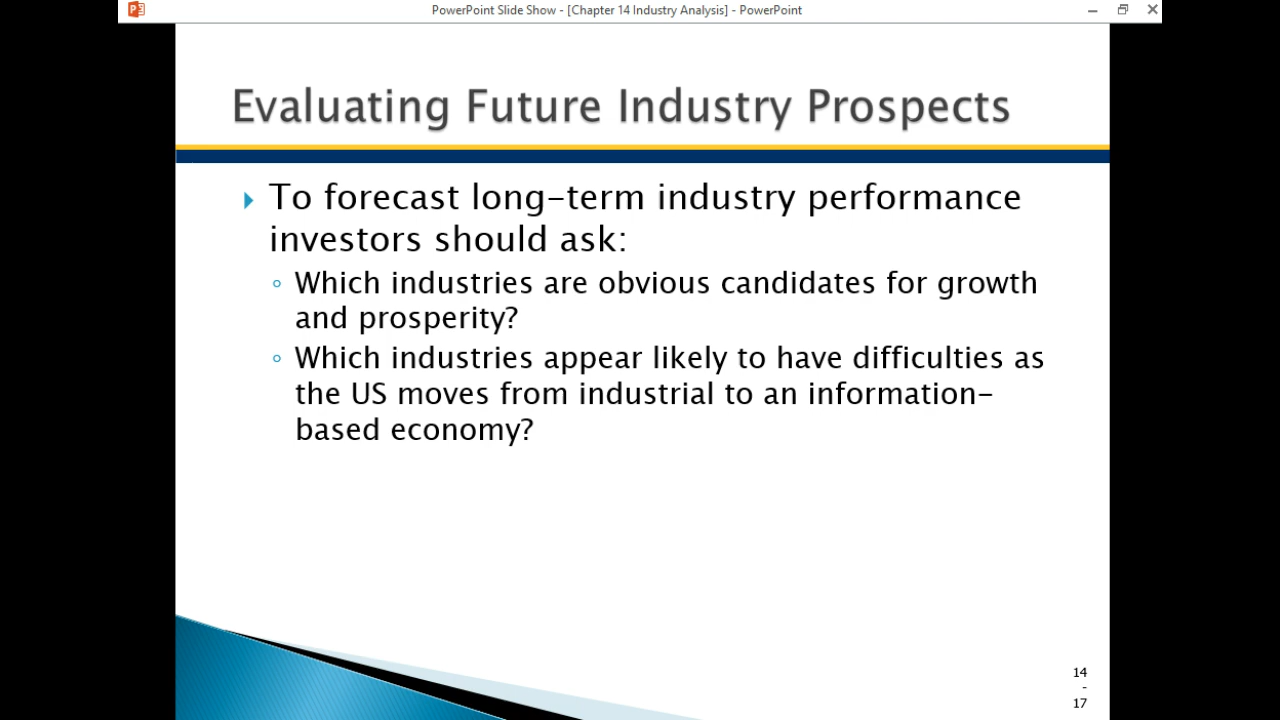 PowerPoint Slide Show - [Chapter 14 Industry Analysis] - PowerPoint
Evaluating Future Industry Prospects
To forecast long-term industry performance
investors should ask:
Which industries are obvious candidates for growth
and prosperity?
Which industries appear likely to have difficulties as
the US moves from industrial to an information-
based economy?
14
-
17